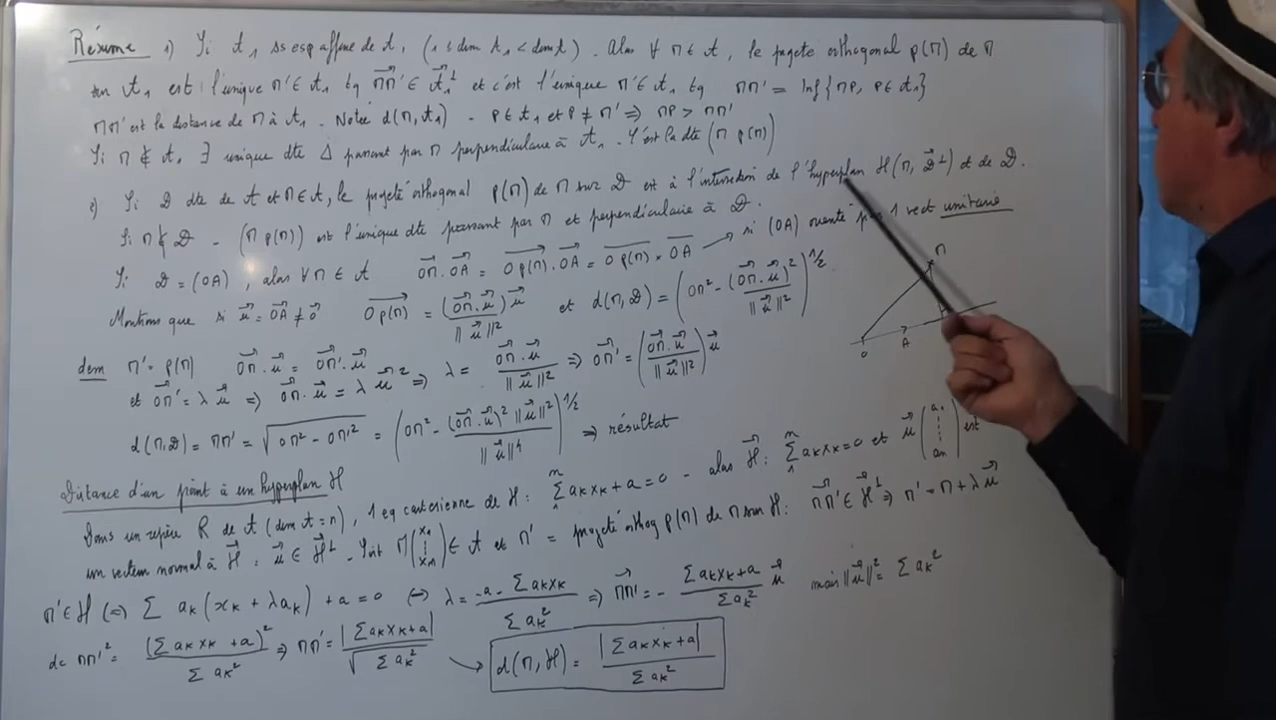 Résumé 1) Si A₁ ss esp affine de A, (1 ≤ dim A₁ < dim A). Alors ∀ M ∈ A, le projeté orthogonal p(M) de M
sur A₁ est l'unique M' ∈ A₁ tq MM'→ ∈ A₁→^⊥ et c'est l'unique M' ∈ A₁ tq MM' = Inf{MP, P ∈ A₁}
MM' est la distance de M à A₁. Notée d(M, A₁) - P ∈ A₁ et P ≠ M' ⇒ MP > MM'
Si M ∉ A₁ ∃ unique dte Δ passant par M perpendiculaire à A₁. C'est la dte (M p(M))
2) Si D dte de A et M ∈ A, le projeté orthogonal p(M) de M sur D est à l'intersection de l'hyperplan H(M, D→^⊥) et de D.
Si M ∉ D - (M p(M)) est l'unique dte passant par M et perpendiculaire à D.
Si D = (OA), alors ∀ M ∈ A OM→ . OA→ = Op(M)→ . OA→ = Op(M)‾ × OA‾ → si (OA) orienté par 1 vect unitaire
Montrons que si u→ = OA→ ≠ 0→ Op(M)→ = (OM→ . u→)/‖u→‖² u→ et d(M, D) = (OM² - (OM→ . u→)²/‖u→‖²)^1/2
M
O
A
dem M' = p(M) OM→ . u→ = OM'→ . u→
et OM'→ = λ u→ ⇒ OM→ . u→ = λ u→² ⇒ λ = (OM→ . u→)/‖u→‖² ⇒ OM'→ = ((OM→ . u→)/‖u→‖²) u→
d(M, D) = MM' = √(OM² - OM'²) = (OM² - (OM→ . u→)² ‖u→‖²/‖u→‖⁴)^1/2 ⇒ résultat
Distance d'un point à un hyperplan H
Dans un repère R de A (dim A = n), 1 eq cartésienne de H : Σ₁ⁿ aₖxₖ + a = 0 - alors H→ : Σ₁ⁿ aₖxₖ = 0 et u→ (a₁ ⋮ aₙ) est
un vecteur normal à H→ : u→ ∈ H→^⊥ - Soit M (x₁ ⋮ xₙ) ∈ A et M' = projeté orthog p(M) de M sur H : MM'→ ∈ H→^⊥ ⇒ M' = M + λ u→
M' ∈ H ⇔ Σ aₖ(xₖ + λaₖ) + a = 0 ⇔ λ = (-a - Σ aₖxₖ)/(Σ aₖ²) ⇒ MM'→ = - (Σ aₖxₖ + a)/(Σ aₖ²) u→ mais ‖u→‖² = Σ aₖ²
dc MM'² = (Σ aₖxₖ + a)²/(Σ aₖ²) ⇒ MM' = |Σ aₖxₖ + a|/√(Σ aₖ²) → d(M, H) = |Σ aₖxₖ + a|/(Σ aₖ²)